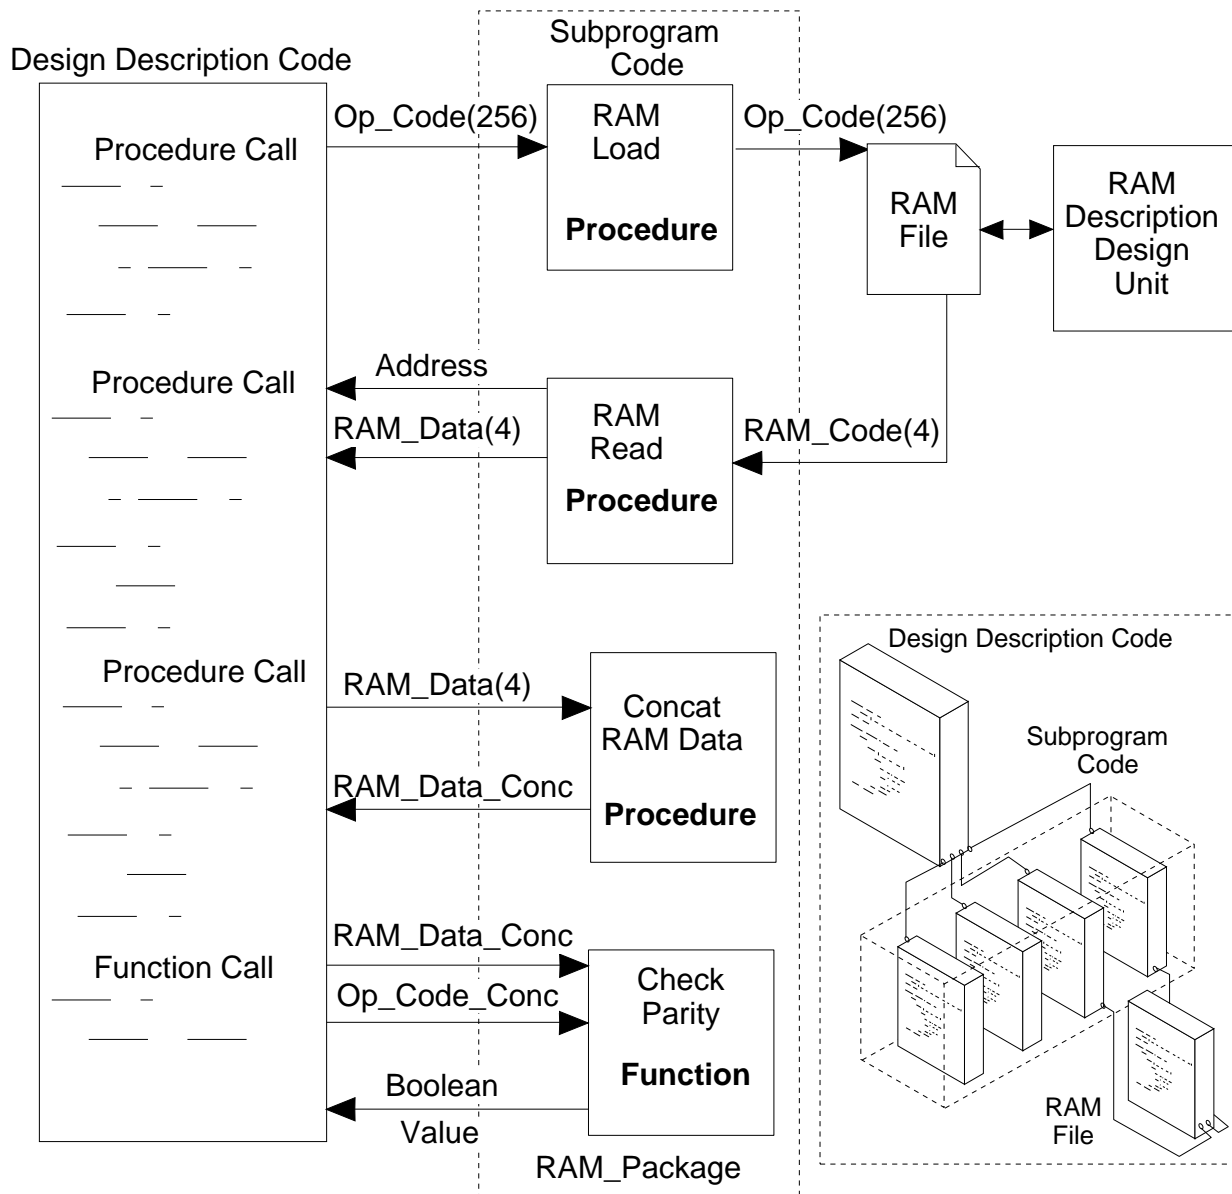 Subprogram
Code
Design Description Code
Op_Code(256)
RAM
Load
Procedure
Op_Code(256)
Procedure Call
RAM
File
RAM
Description
Design
Unit
Address
Procedure Call
RAM_Data(4)
RAM
Read
Procedure
RAM_Code(4)
Procedure Call
RAM_Data(4)
Concat
RAM Data
RAM_Data_Conc
Procedure
RAM_Data_Conc
Function Call
Op_Code_Conc
Check
Parity
Function
Boolean
Value
RAM_Package
Design Description Code
Subprogram
Code
RAM
File